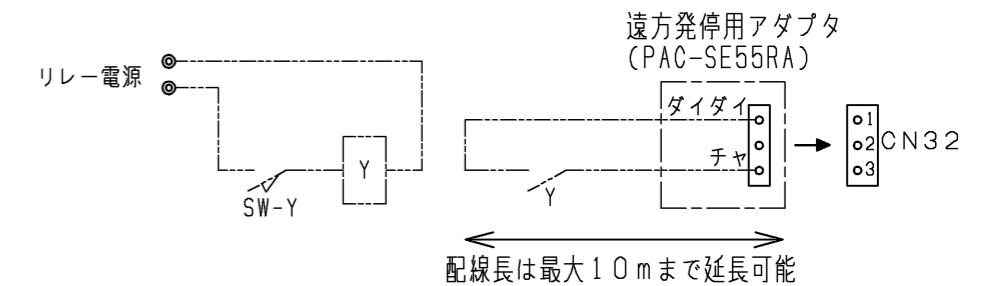 遠方発停用アダプタ
(PAC-SE55RA)
リレー電源
ダイダイ
チャ
1
2
3
CN32
Y
SW-Y
Y
配線長は最大10mまで延長可能